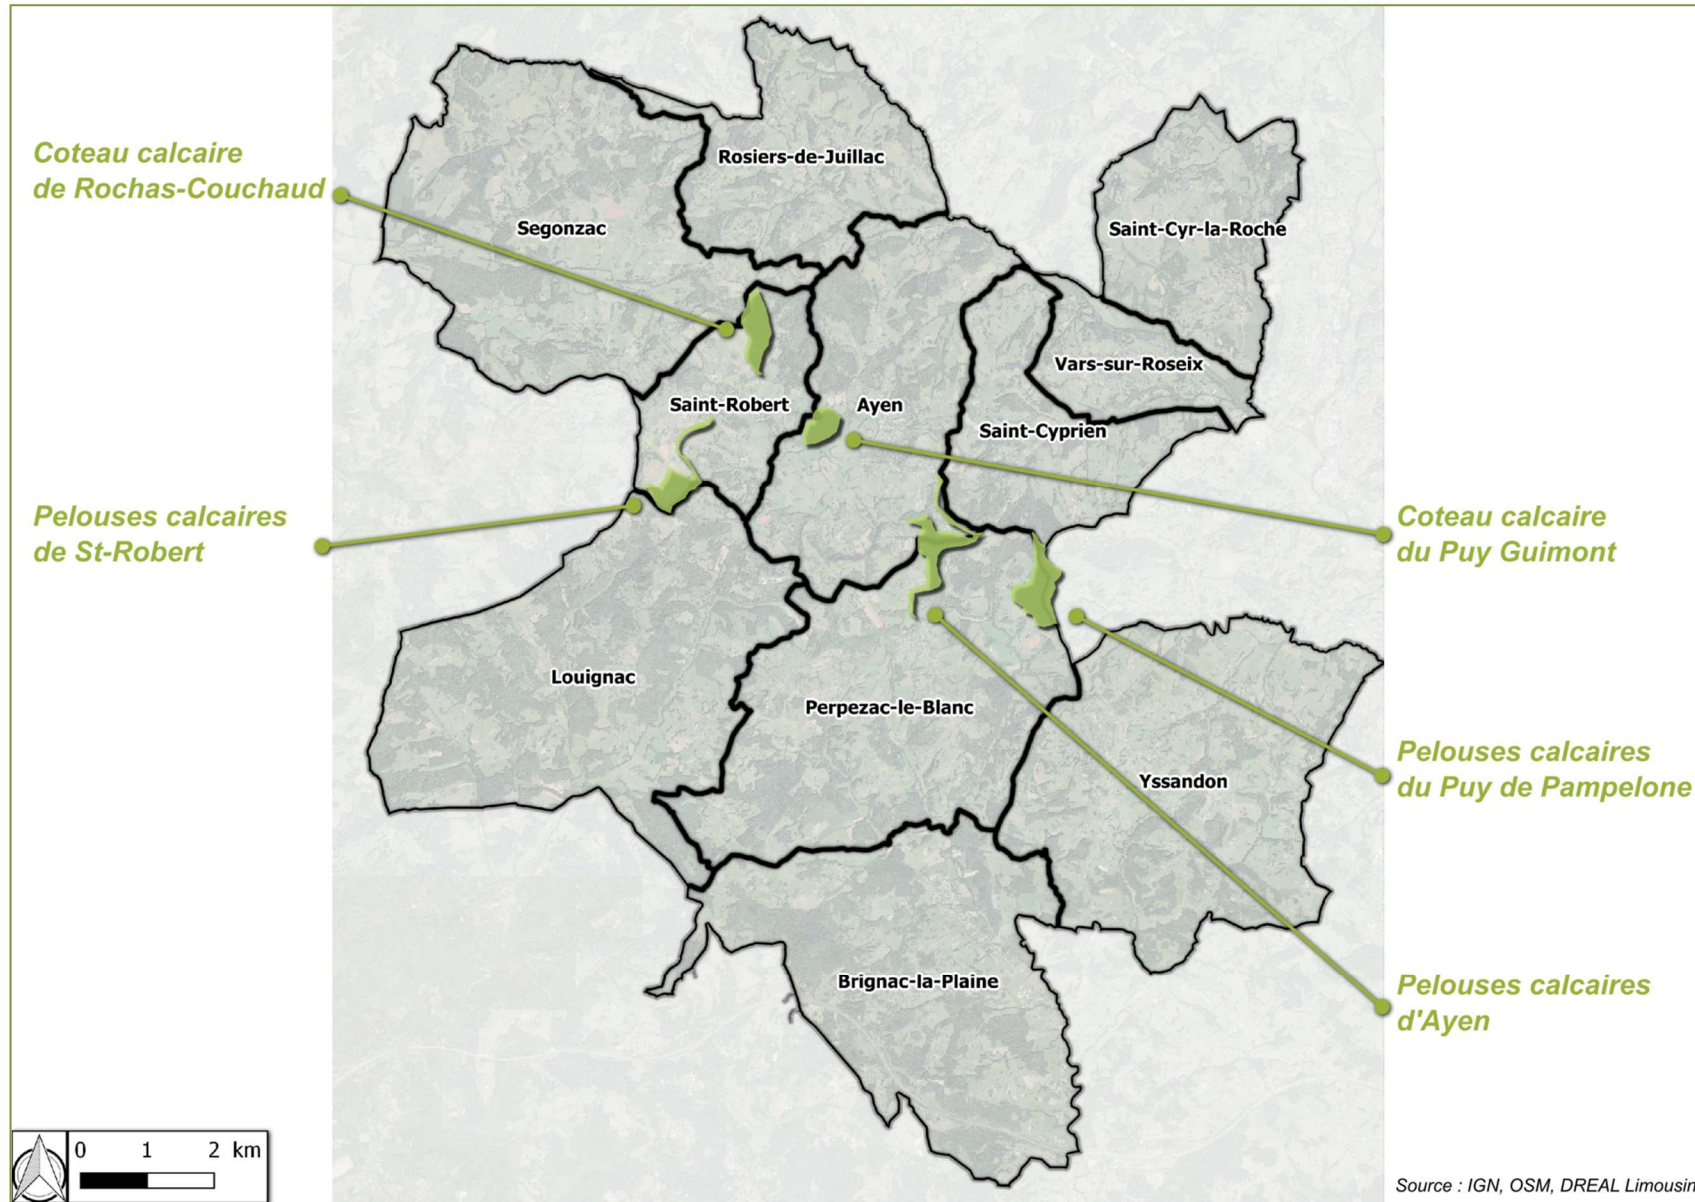 Coteau calcaire
de Rochas-Couchaud
Rosiers-de-Juillac
Segonzac
Saint-Cyr-la-Roche
Vars-sur-Roseix
Saint-Robert
Ayen
Saint-Cyprien
Pelouses calcaires
de St-Robert
Coteau calcaire
du Puy Guimont
Louignac
Perpezac-le-Blanc
Yssandon
Pelouses calcaires
du Puy de Pampelone
Brignac-la-Plaine
Pelouses calcaires
d'Ayen
0 1 2 km
Source : IGN, OSM, DREAL Limousin